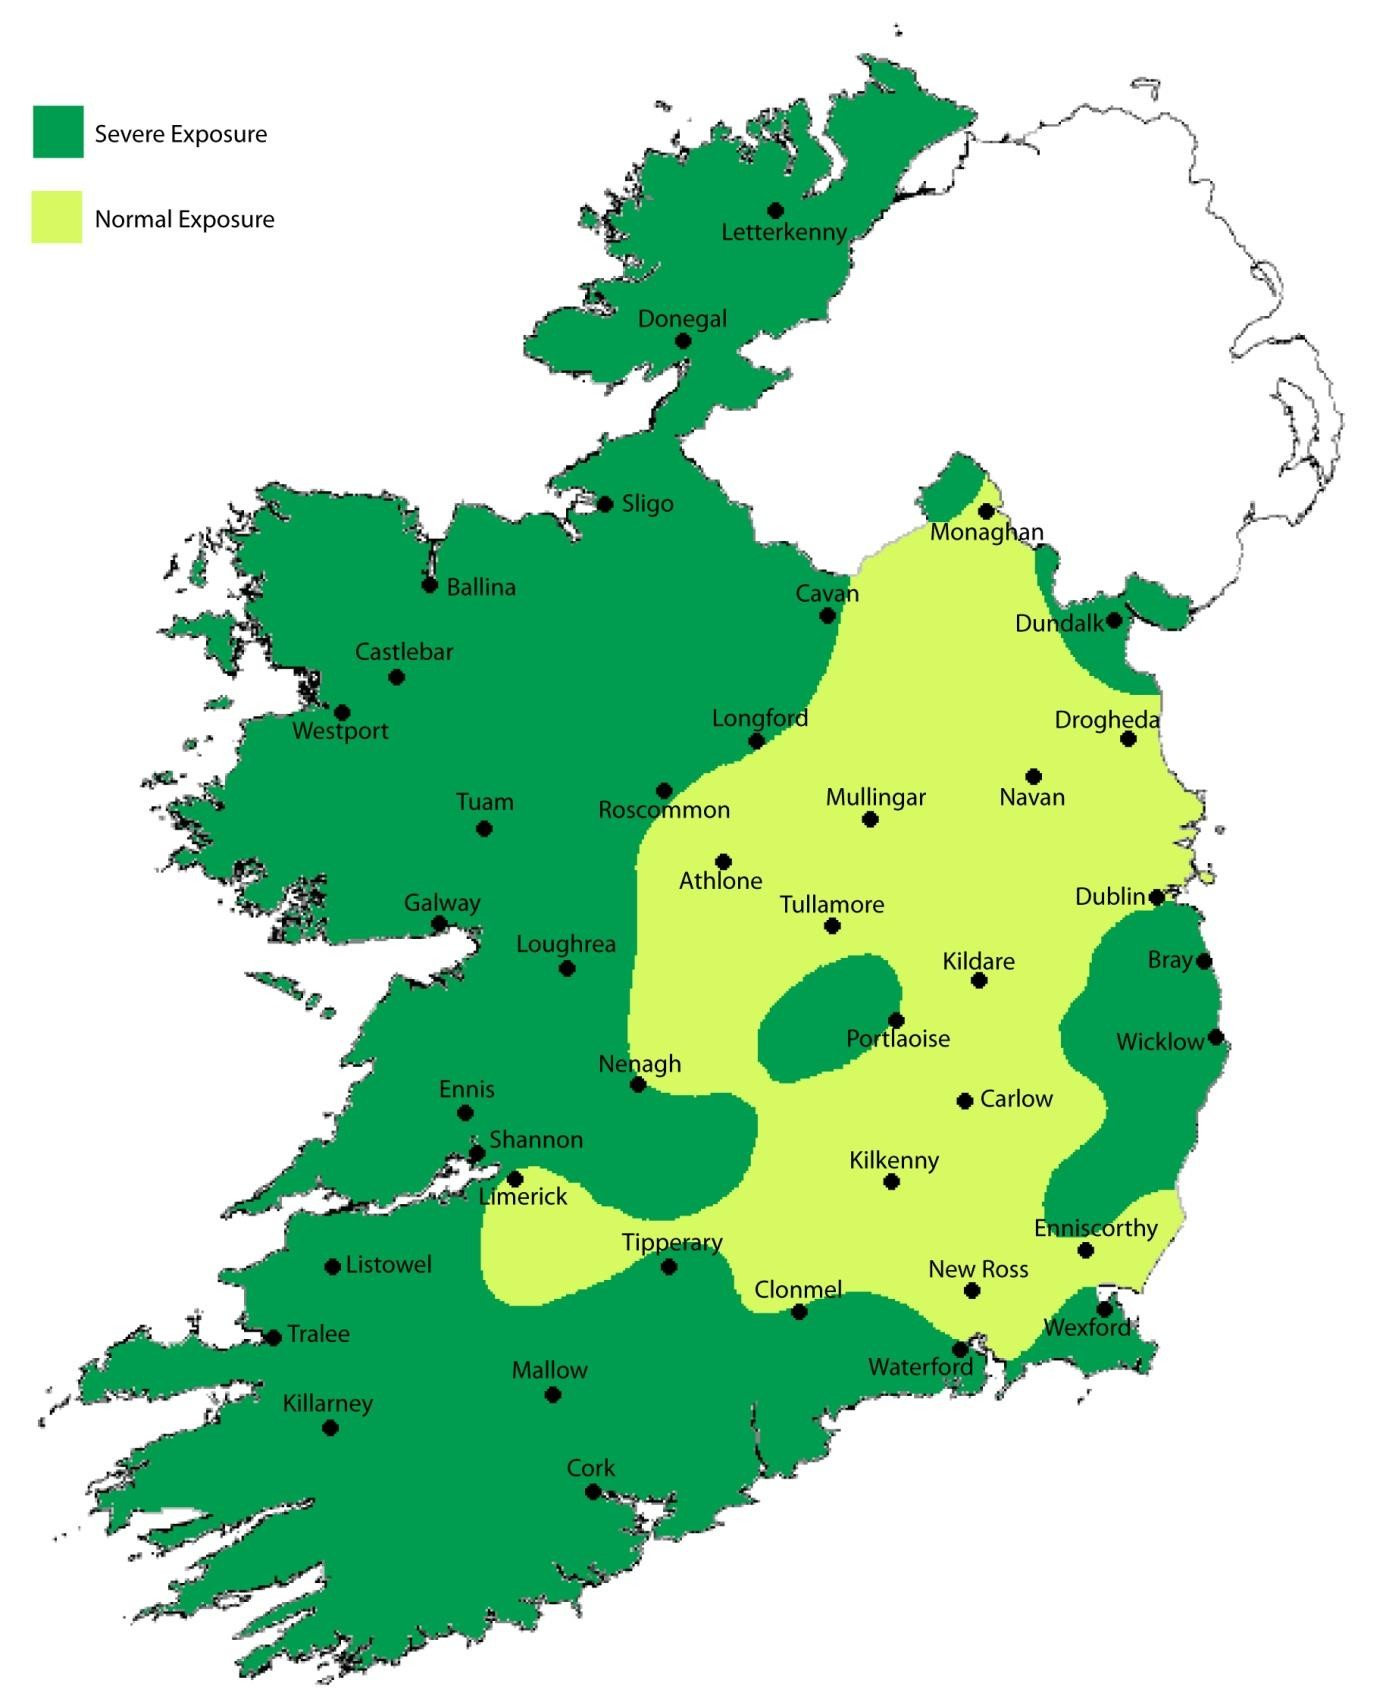 Severe Exposure
Normal Exposure
Letterkenny
Donegal
Sligo
Monaghan
Ballina
Cavan
Dundalk
Castlebar
Longford
Drogheda
Westport
Tuam
Roscommon
Mullingar
Navan
Athlone
Galway
Tullamore
Dublin
Loughrea
Kildare
Bray
Portlaoise
Wicklow
Nenagh
Ennis
Carlow
Shannon
Kilkenny
Limerick
Enniscorthy
Tipperary
Listowel
New Ross
Clonmel
Tralee
Wexford
Mallow
Waterford
Killarney
Cork